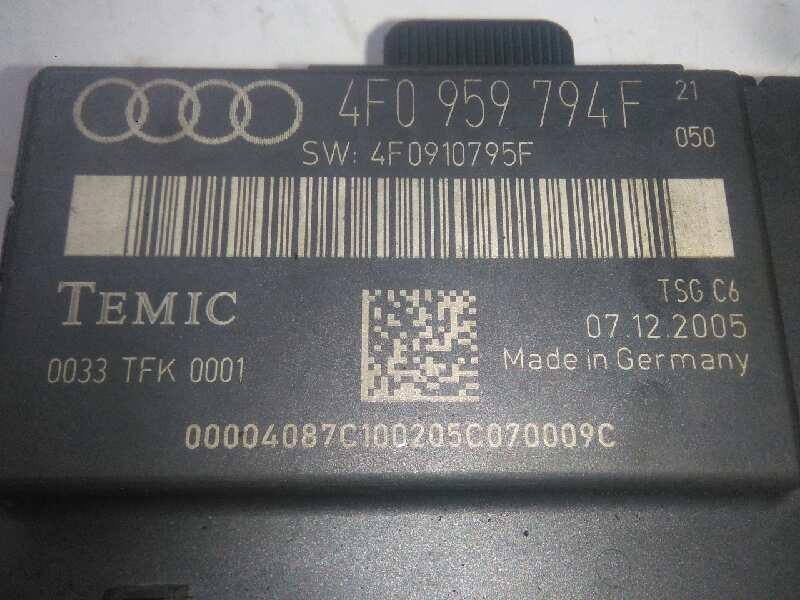 4F0 959 794 F 21
050
SW: 4F0910795F
TEMIC
TSG C6
07.12.2005
0033 TFK 0001
Made in Germany
00004087C100205C070009C